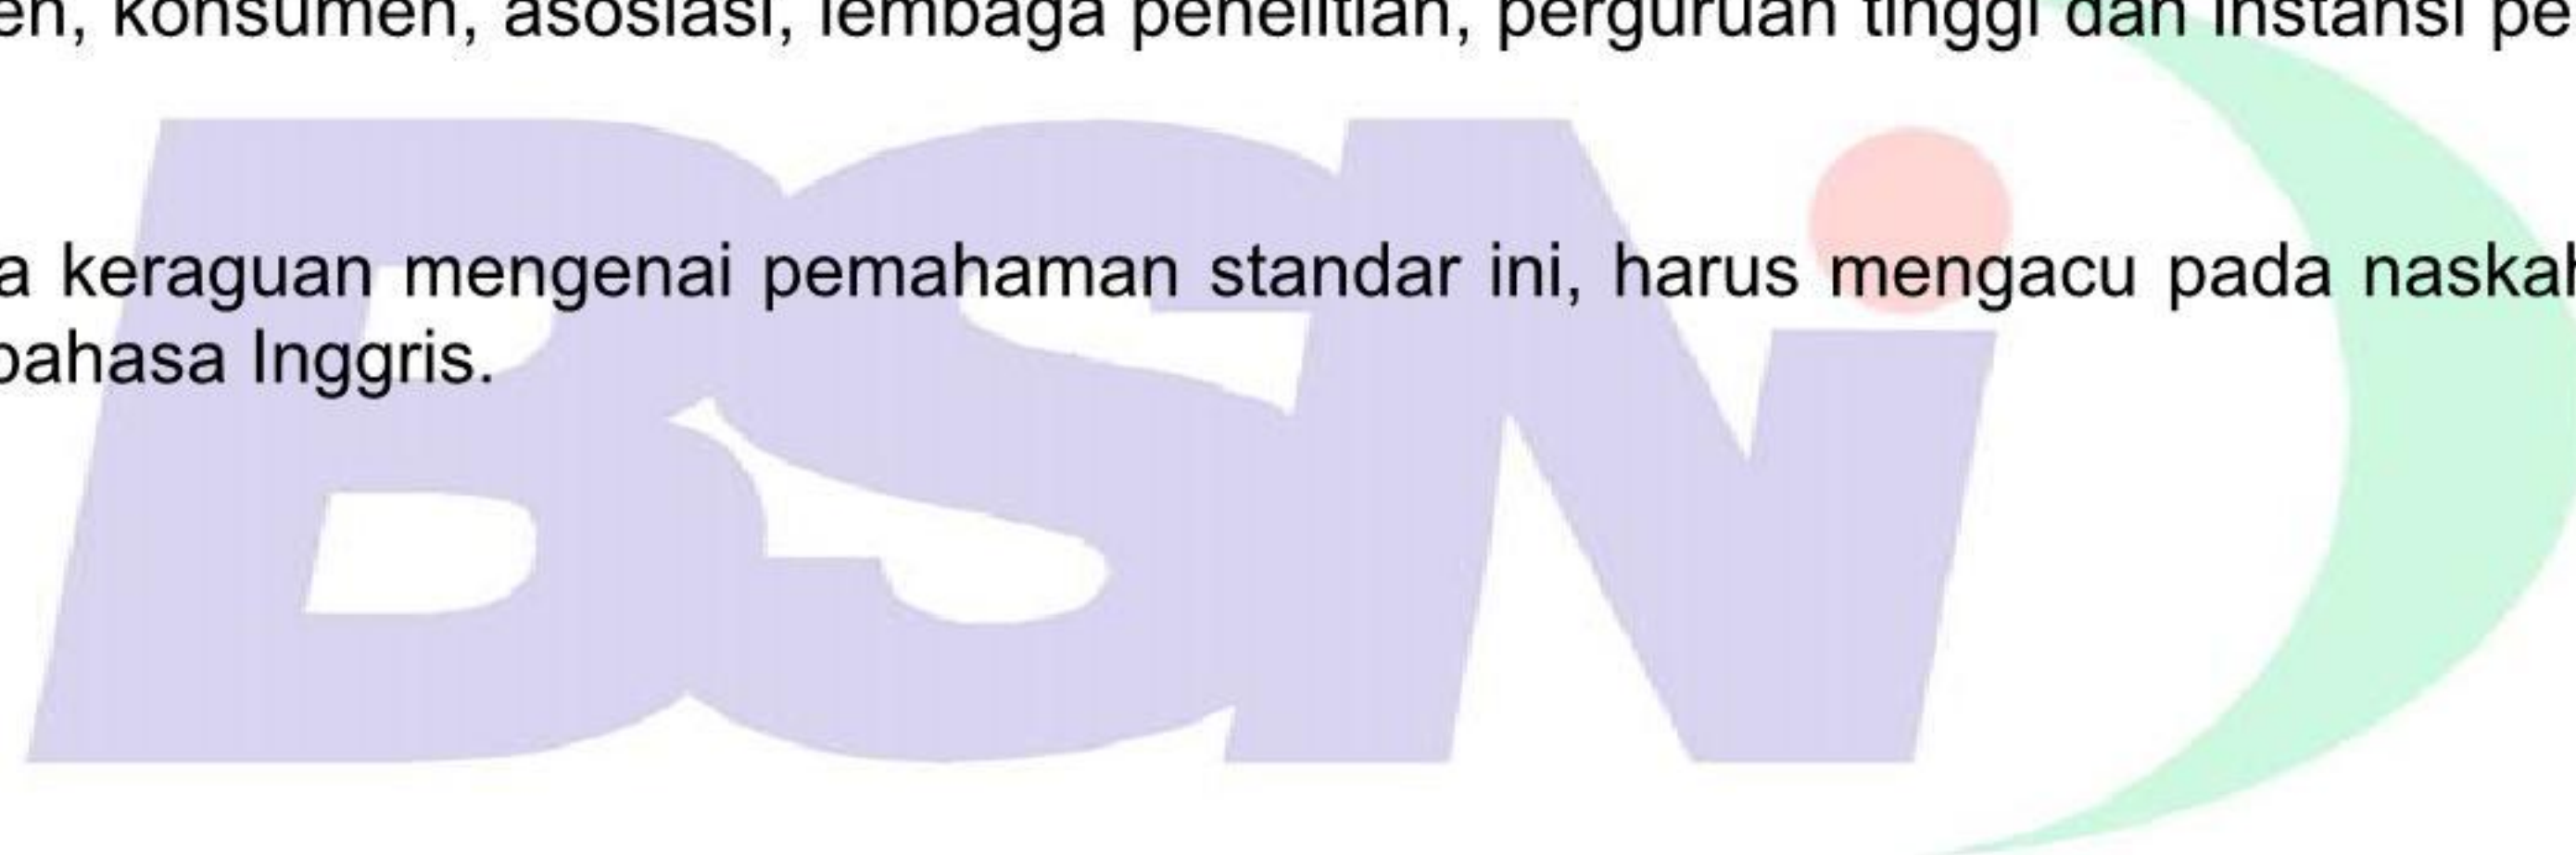 en, konsumen, asosiasi, lembaga penelitian, perguruan tinggi dan instansi pe
a keraguan mengenai pemahaman standar ini, harus mengacu pada naskah
bahasa Inggris.
BSNi